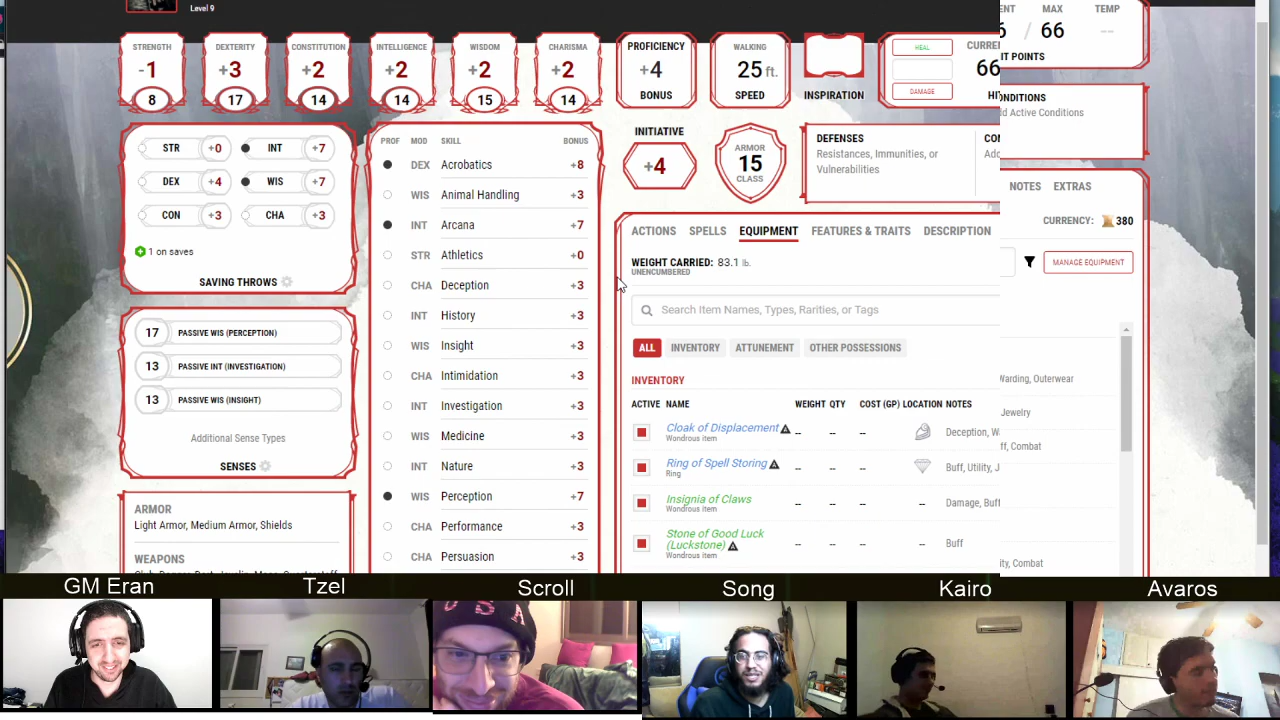 Level 9
STRENGTH DEXTERITY CONSTITUTION INTELLIGENCE WISDOM CHARISMA
-1 +3 +2 +2 +2 +2
8 17 14 14 15 14
PROFICIENCY
+4
BONUS
WALKING
25 ft.
SPEED
INSPIRATION
HEAL
DAMAGE
CURRE
66
HI
MAX TEMP
/ 66 --
IT POINTS
STR +0 INT +7
DEX +4 WIS +7
CON +3 CHA +3
1 on saves
SAVING THROWS
17 PASSIVE WIS (PERCEPTION)
13 PASSIVE INT (INVESTIGATION)
13 PASSIVE WIS (INSIGHT)
Additional Sense Types
SENSES
ARMOR
Light Armor, Medium Armor, Shields
WEAPONS
PROF MOD SKILL BONUS
DEX Acrobatics +8
WIS Animal Handling +3
INT Arcana +7
STR Athletics +0
CHA Deception +3
INT History +3
WIS Insight +3
CHA Intimidation +3
INT Investigation +3
WIS Medicine +3
INT Nature +3
WIS Perception +7
CHA Performance +3
CHA Persuasion +3
INITIATIVE
+4
ARMOR
15
CLASS
DEFENSES
Resistances, Immunities, or
Vulnerabilities
CON
Ado
ONDITIONS
d Active Conditions
ACTIONS SPELLS EQUIPMENT FEATURES & TRAITS DESCRIPTION
NOTES EXTRAS
WEIGHT CARRIED: 83.1 lb.
UNENCUMBERED
CURRENCY: 380
MANAGE EQUIPMENT
Search Item Names, Types, Rarities, or Tags
ALL INVENTORY ATTUNEMENT OTHER POSSESSIONS
INVENTORY
ACTIVE NAME WEIGHT QTY COST (GP) LOCATION NOTES
Cloak of Displacement -- -- -- Deception, W
Wondrous item
Ring of Spell Storing -- -- -- Buff, Utility, J
Ring
Insignia of Claws -- -- -- -- Damage, Buf
Wondrous item
Stone of Good Luck
(Luckstone) -- -- -- -- Buff
Wondrous item
Warding, Outerwear
Jewelry
ff, Combat
ity, Combat
GM Eran Tzel Scroll Song Kairo Avaros
USA